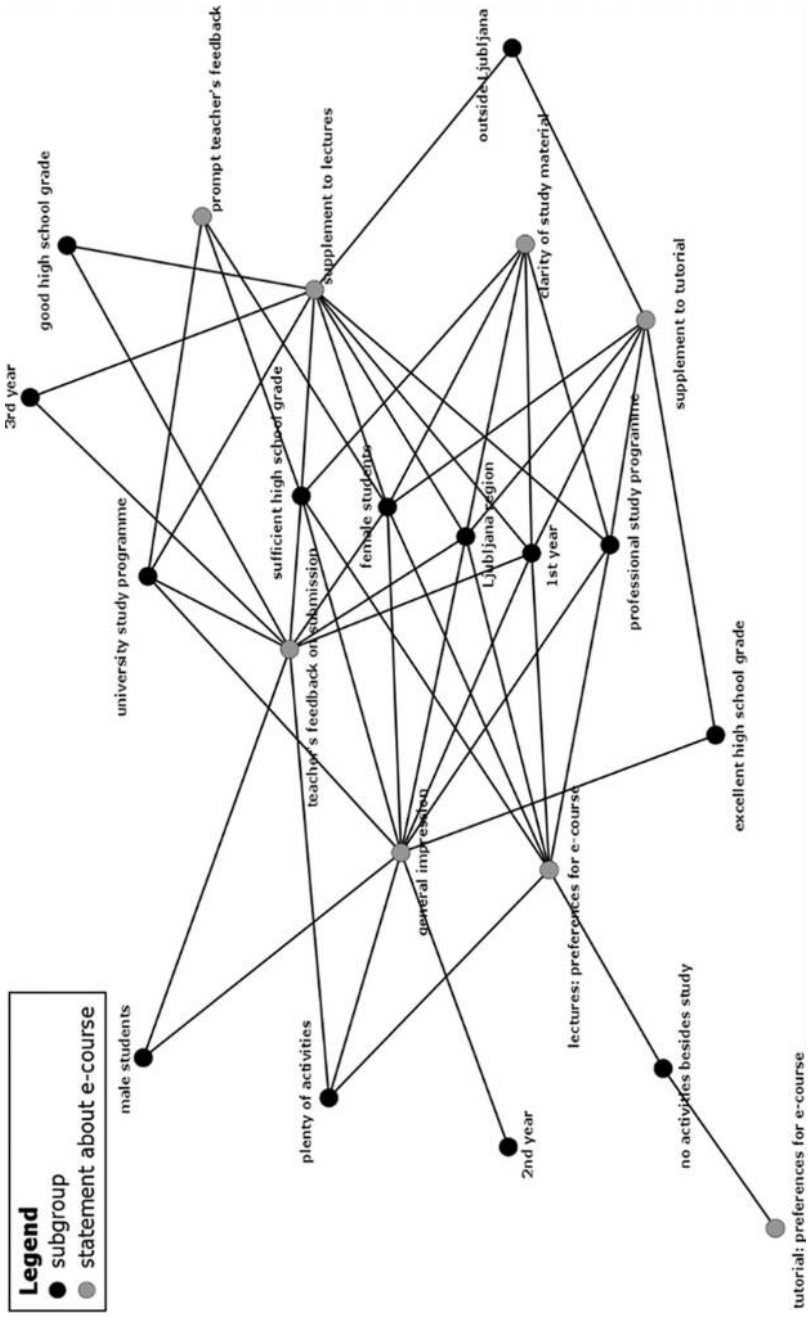 Legend
subgroup
statement about e-course
3rd year
good high school grade
prompt teacher's feedback
supplement to lectures
outside Ljubljana
clarity of study material
supplement to tutorial
university study programme
sufficient high school grade
female students
Ljubljana region
1st year
professional study programme
teacher's feedback on submission
general impression
lectures: preferences for e-course
excellent high school grade
male students
plenty of activities
2nd year
no activities besides study
tutorial: preferences for e-course